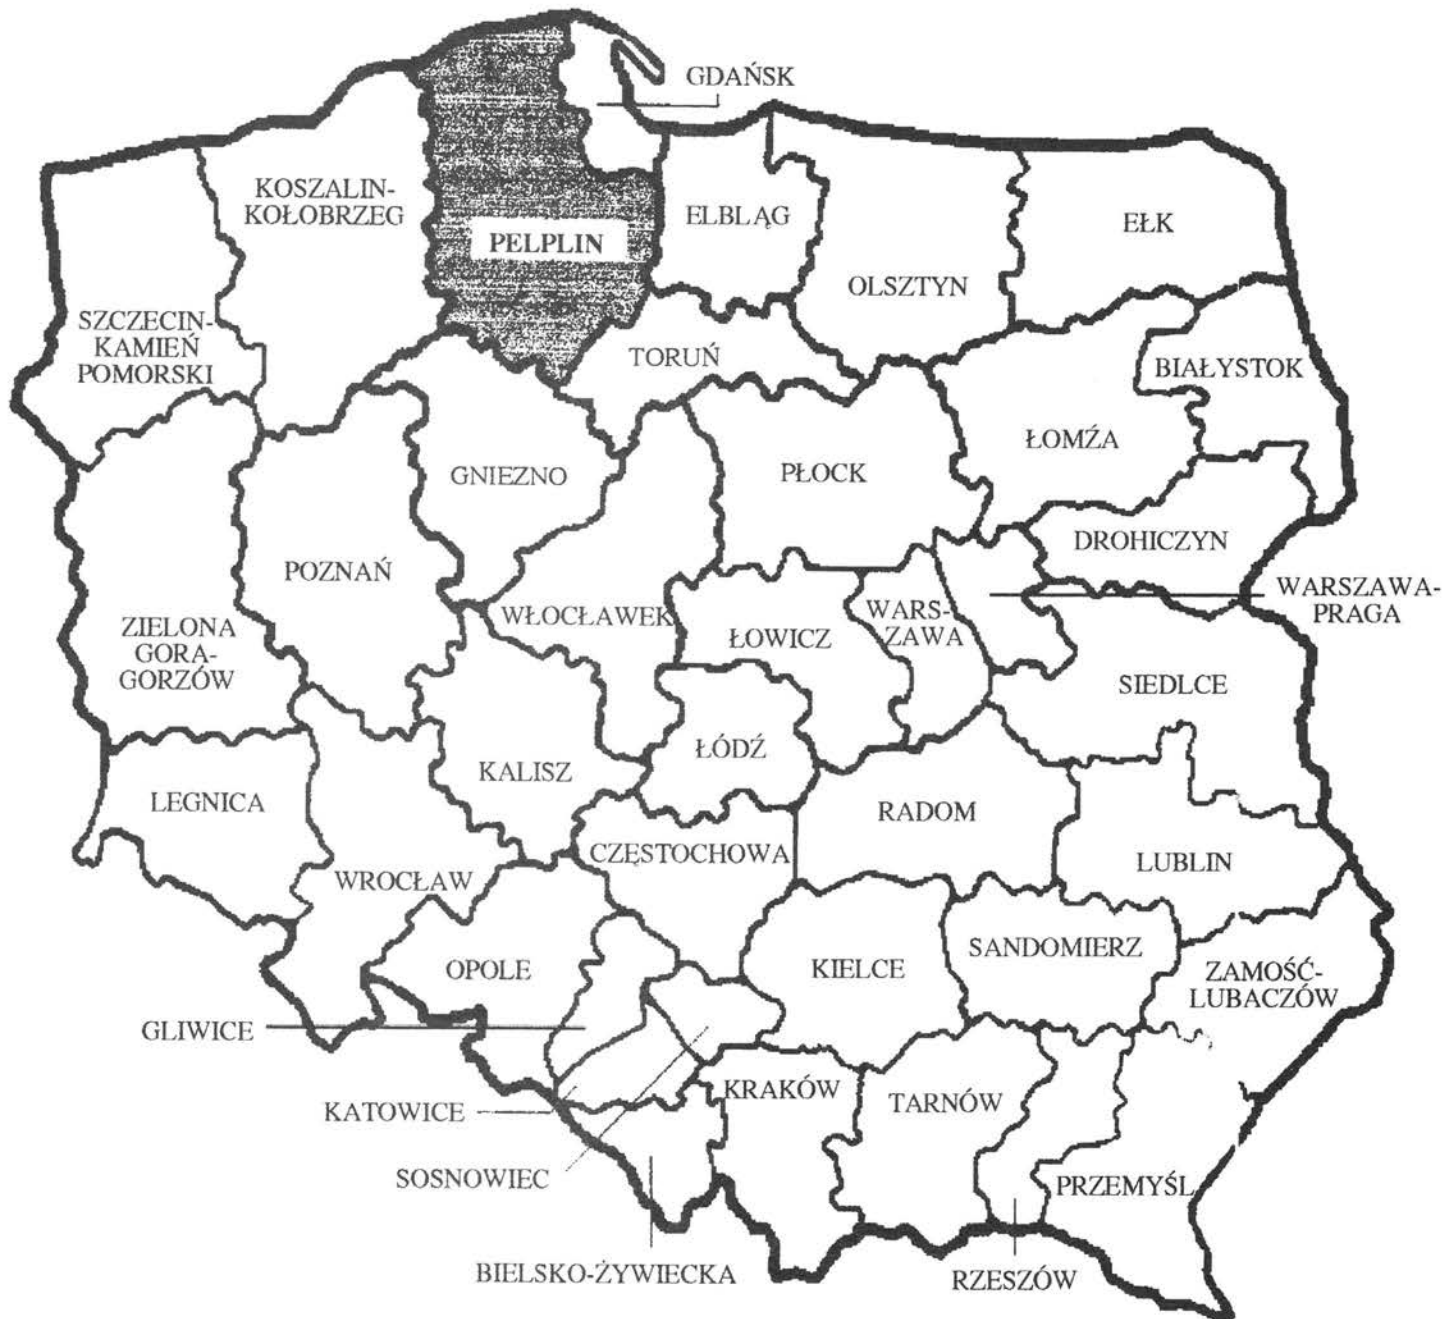 GDAŃSK
KOSZALIN-
KOŁOBRZEG
PELPLIN
ELBLĄG
EŁK
OLSZTYN
SZCZECIN-
KAMIEŃ
POMORSKI
TORUŃ
BIAŁYSTOK
ŁOMŹA
GNIEZNO
PŁOCK
DROHICZYN
POZNAŃ
WARSZAWA-
PRAGA
WŁOCŁAWEK
WARS-
ZAWA
ŁOWICZ
ZIELONA
GORA-
GORZÓW
SIEDLCE
ŁÓDŹ
KALISZ
LEGNICA
RADOM
CZĘSTOCHOWA
LUBLIN
WROCŁAW
SANDOMIERZ
OPOLE
KIELCE
ZAMOŚĆ-
LUBACZÓW
GLIWICE
KRAKÓW
TARNÓW
KATOWICE
SOSNOWIEC
PRZEMYŚL
BIELSKO-ŻYWIECKA
RZESZÓW